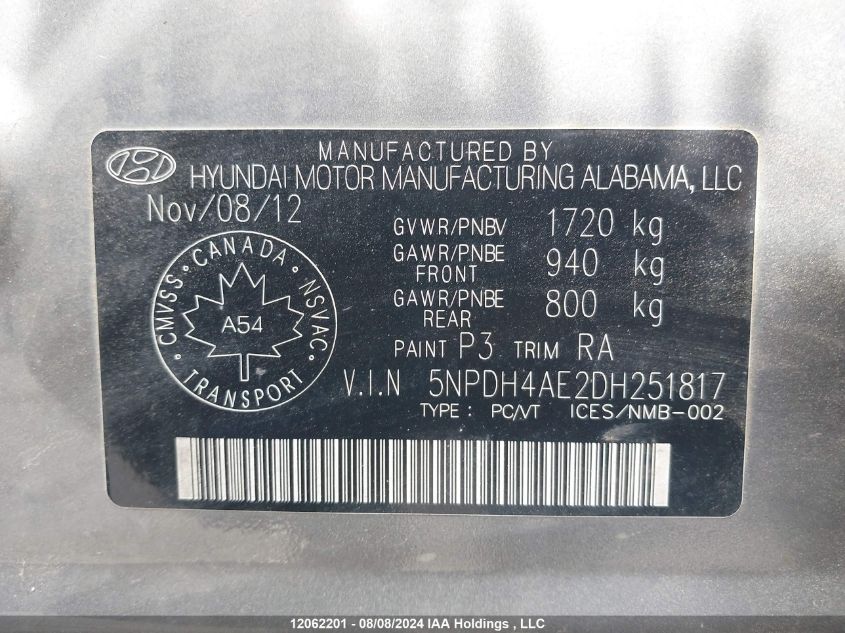 MANUFACTURED BY
HYUNDAI MOTOR MANUFACTURING ALABAMA, LLC
Nov/08/12
GVWR/PNBV 1720 kg
GAWR/PNBE FRONT 940 kg
GAWR/PNBE REAR 800 kg
PAINT P3 TRIM RA
CANADA
CMVSS NSVAC
A54
TRANSPORT
V.I.N 5NPDH4AE2DH251817
TYPE : PC/VT ICES/NMB-002
12062201 - 08/08/2024 IAA Holdings , LLC